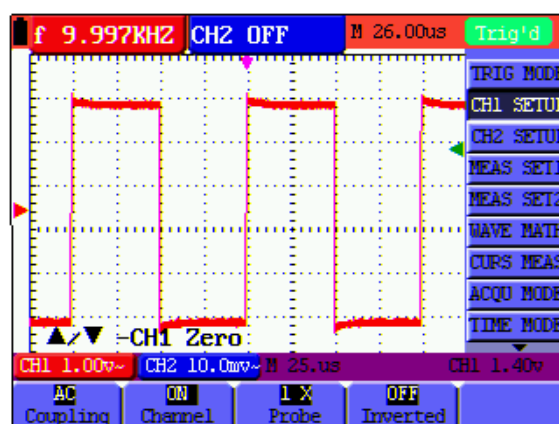 f 9.997KHZ CH2 OFF M 26.00us Trig'd
TRIG MODE
CH1 SETUP
CH2 SETUP
MEAS SET1
MEAS SET2
WAVE MATH
CURS MEAS
ACQU MODE
TIME MODE
▲/▼ -CH1 Zero
CH1 1.00v~ CH2 10.0mv~ M 25.us CH1 1.40v
AC ON 1 X OFF
Coupling Channel Probe Inverted